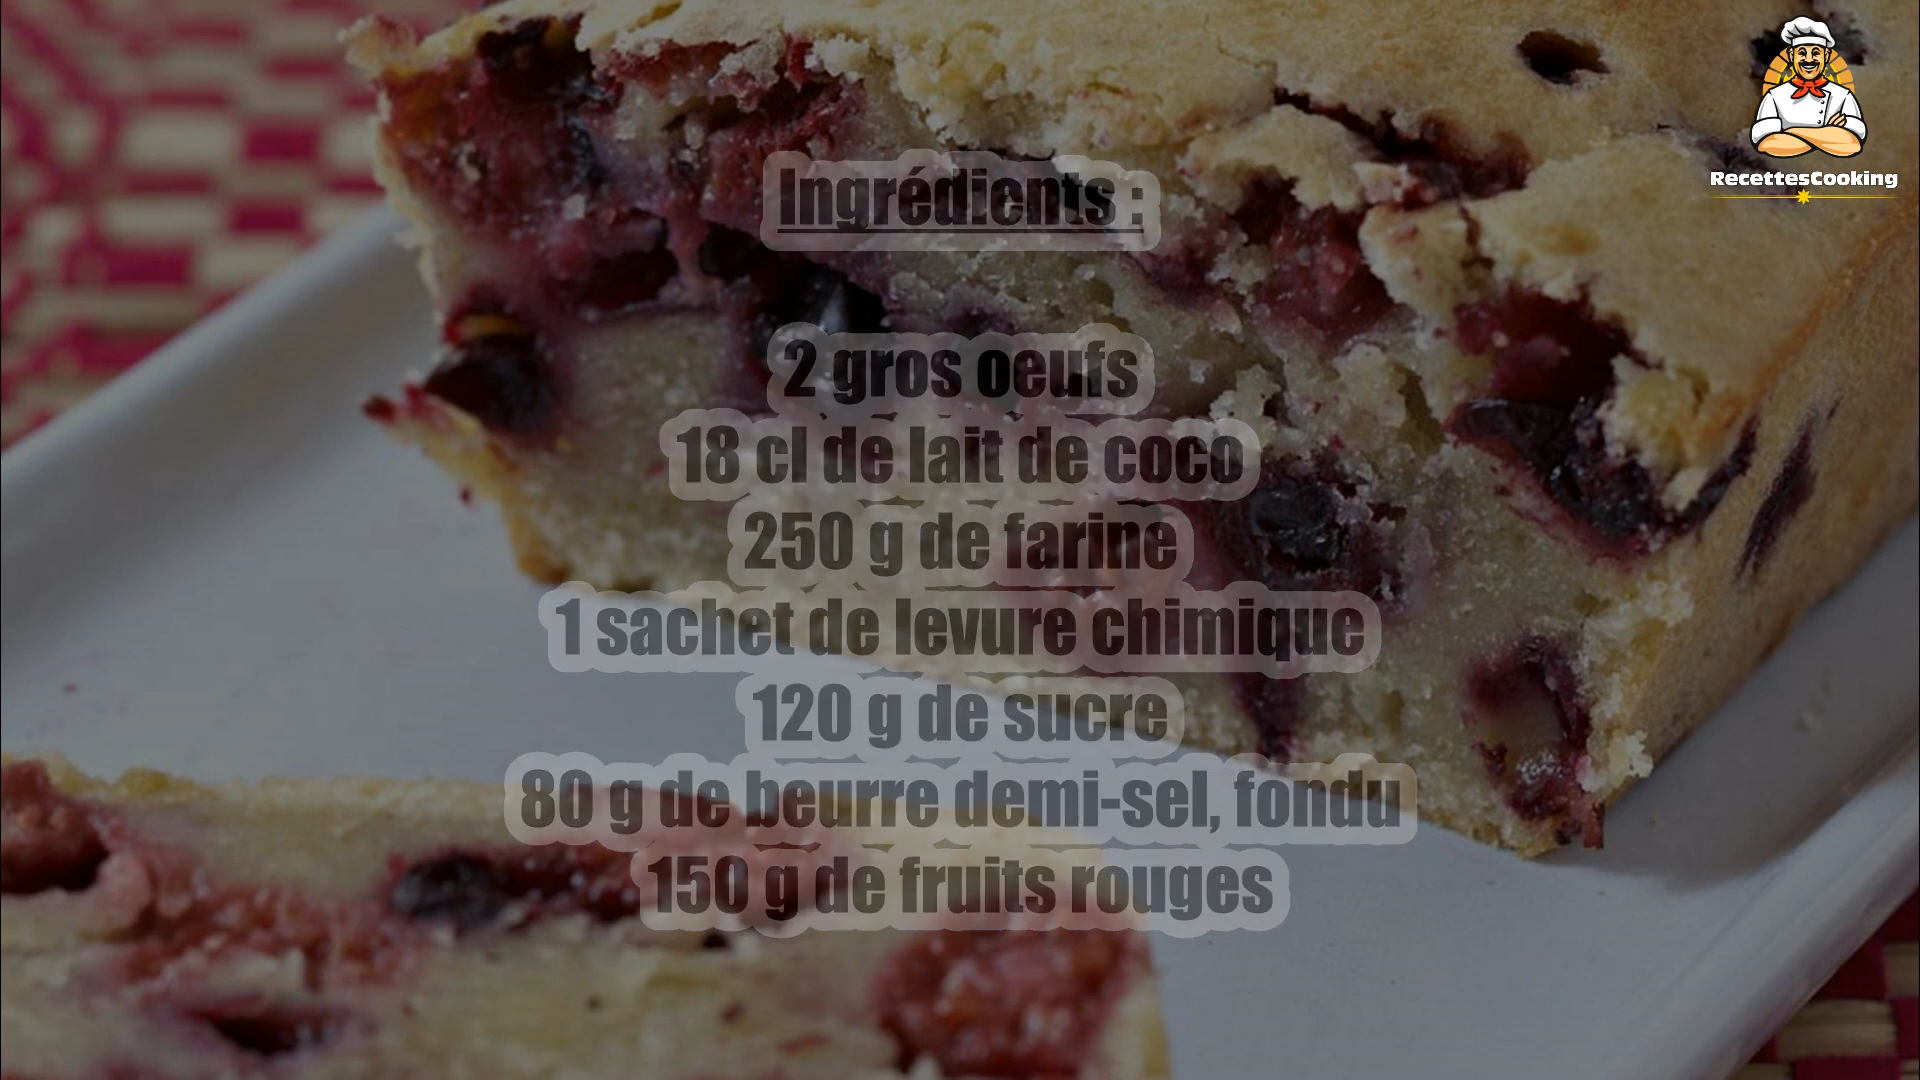 RecettesCooking
Ingrédients :
2 gros oeufs
18 cl de lait de coco
250 g de farine
1 sachet de levure chimique
120 g de sucre
80 g de beurre demi-sel, fondu
150 g de fruits rouges